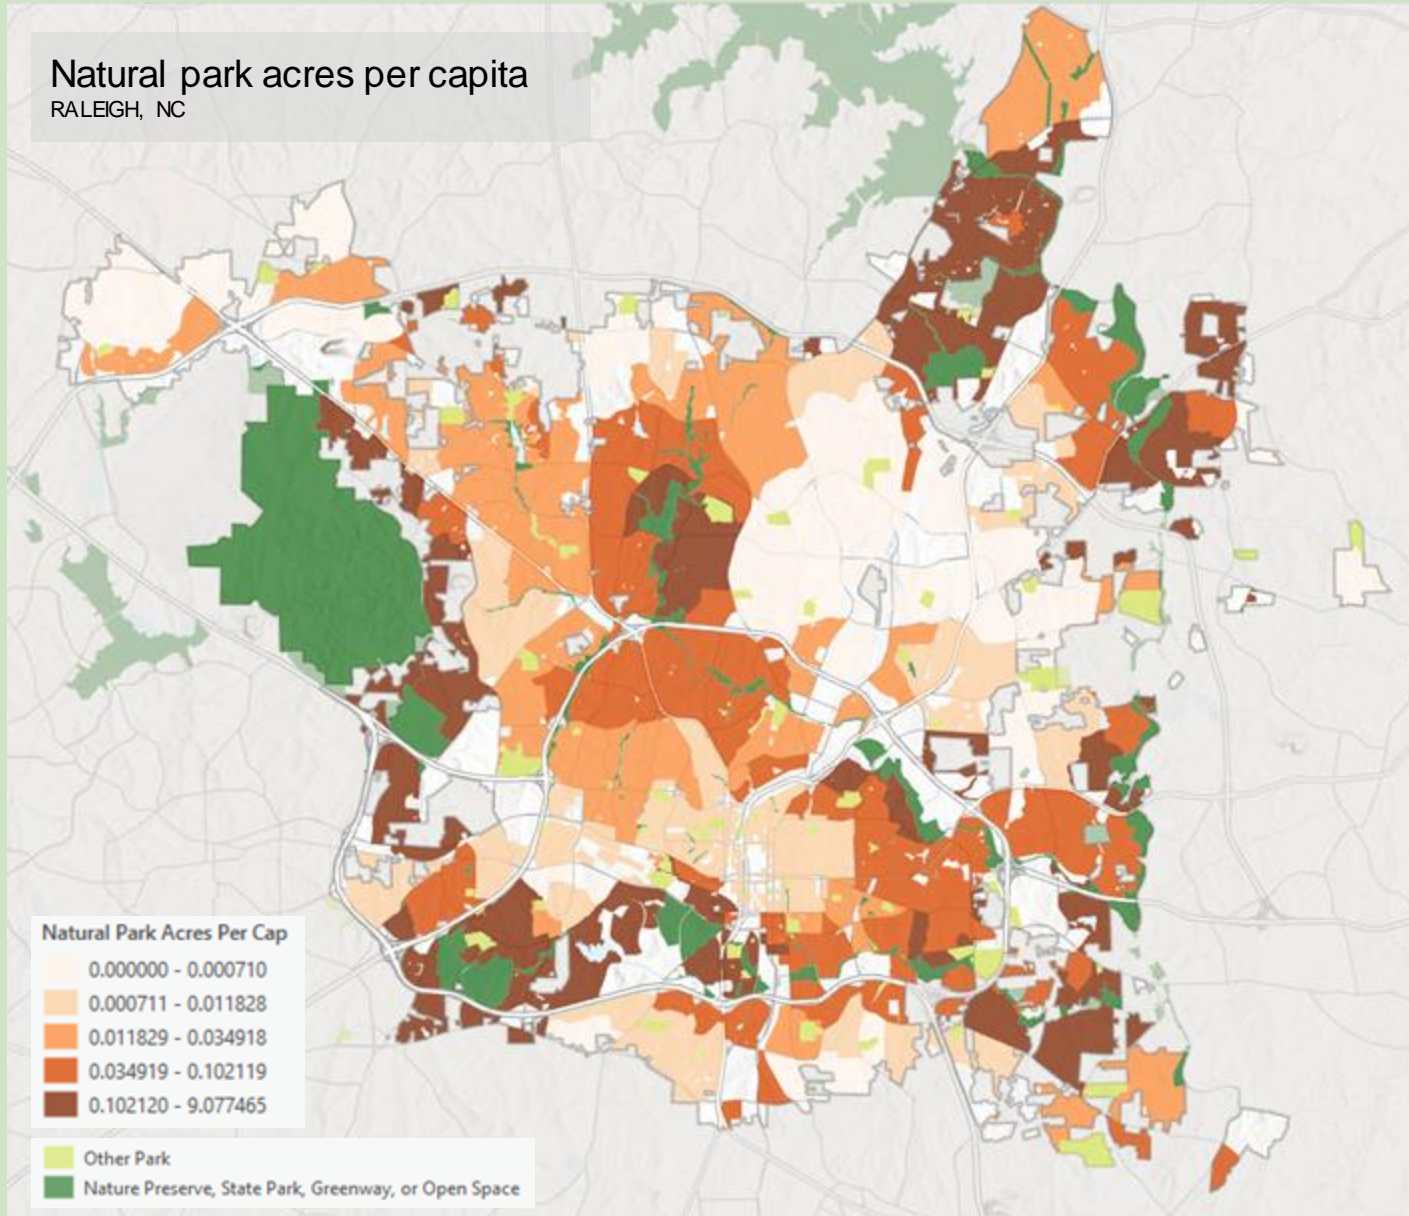 Natural park acres per capita
RALEIGH, NC
Natural Park Acres Per Cap
0.000000 - 0.000710
0.000711 - 0.011828
0.011829 - 0.034918
0.034919 - 0.102119
0.102120 - 9.077465
Other Park
Nature Preserve, State Park, Greenway, or Open Space